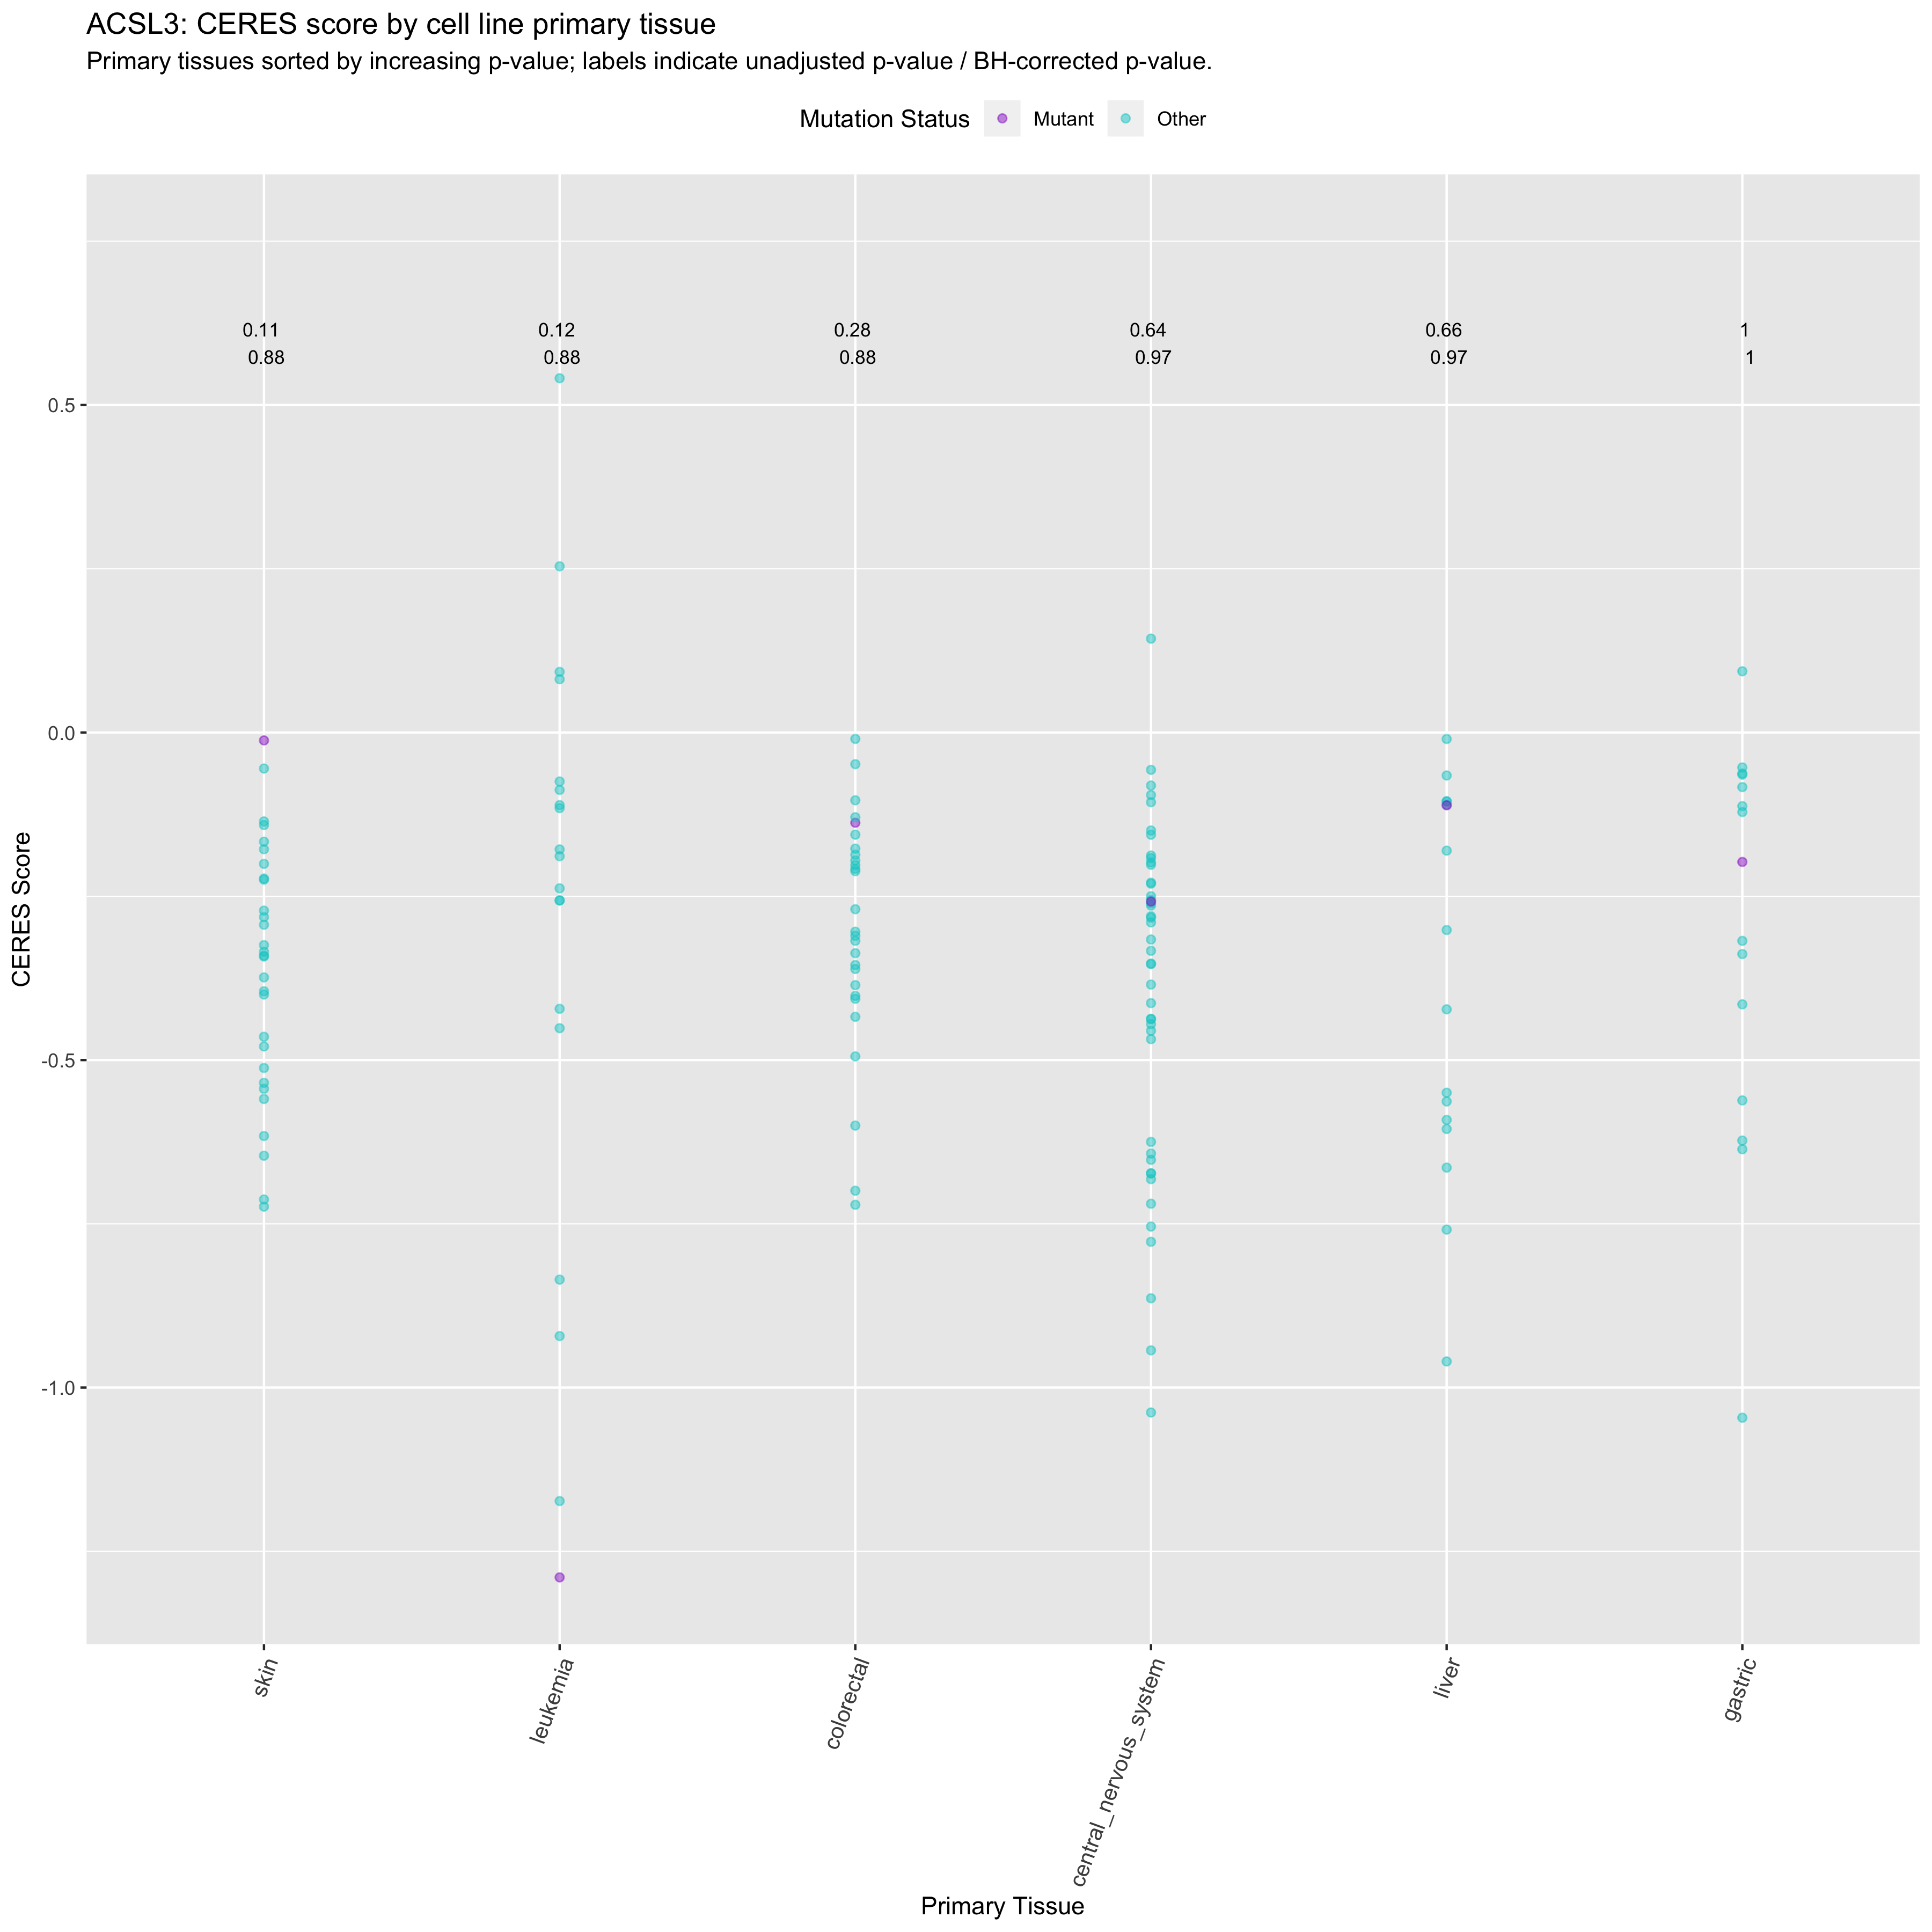 ACSL3: CERES score by cell line primary tissue
Primary tissues sorted by increasing p-value; labels indicate unadjusted p-value / BH-corrected p-value.
Mutation Status Mutant Other
0.11 0.12 0.28 0.64 0.66 1
0.88 0.88 0.88 0.97 0.97 1
0.5
0.0
-0.5
-1.0
CERES Score
skin leukemia colorectal central_nervous_system liver gastric
Primary Tissue